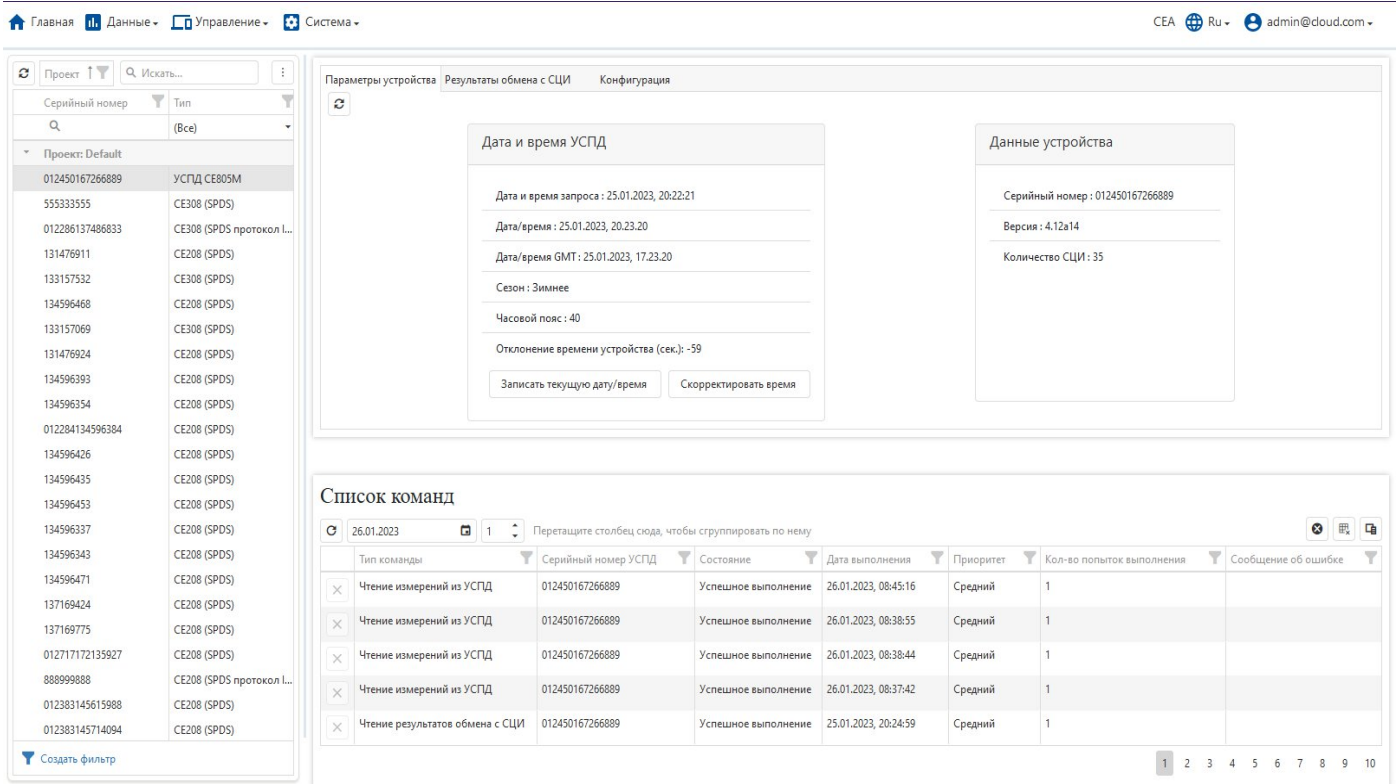 Главная Данные Управление Система CEA Ru admin@cloud.com
Проект Искать...
Серийный номер Тип
(Все)
Проект: Default
012450167266889 УСПД CE805M
555333555 CE308 (SPDS)
012286137486833 CE308 (SPDS протокол I...
131476911 CE208 (SPDS)
133157532 CE308 (SPDS)
134596468 CE208 (SPDS)
133157069 CE308 (SPDS)
131476924 CE208 (SPDS)
134596393 CE208 (SPDS)
134596354 CE208 (SPDS)
012284134596384 CE208 (SPDS)
134596426 CE208 (SPDS)
134596435 CE208 (SPDS)
134596453 CE208 (SPDS)
134596337 CE208 (SPDS)
134596343 CE208 (SPDS)
134596471 CE208 (SPDS)
137169424 CE208 (SPDS)
137169775 CE208 (SPDS)
012717172135927 CE208 (SPDS)
888999888 CE208 (SPDS протокол I...
012383145615988 CE208 (SPDS)
012383145714094 CE208 (SPDS)
Создать фильтр
Параметры устройства Результаты обмена с СЦИ Конфигурация
Дата и время УСПД
Дата и время запроса : 25.01.2023, 20:22:21
Дата/время : 25.01.2023, 20.23.20
Дата/время GMT : 25.01.2023, 17.23.20
Сезон : Зимнее
Часовой пояс : 40
Отклонение времени устройства (сек.): -59
Записать текущую дату/время Скорректировать время
Данные устройства
Серийный номер : 012450167266889
Версия : 4.12a14
Количество СЦИ : 35
Список команд
26.01.2023 1 Перетащите столбец сюда, чтобы сгруппировать по нему
Тип команды Серийный номер УСПД Состояние Дата выполнения Приоритет Кол-во попыток выполнения Сообщение об ошибке
Чтение измерений из УСПД 012450167266889 Успешное выполнение 26.01.2023, 08:45:16 Средний 1
Чтение измерений из УСПД 012450167266889 Успешное выполнение 26.01.2023, 08:38:55 Средний 1
Чтение измерений из УСПД 012450167266889 Успешное выполнение 26.01.2023, 08:38:44 Средний 1
Чтение измерений из УСПД 012450167266889 Успешное выполнение 26.01.2023, 08:37:42 Средний 1
Чтение результатов обмена с СЦИ 012450167266889 Успешное выполнение 25.01.2023, 20:24:59 Средний 1
1 2 3 4 5 6 7 8 9 10